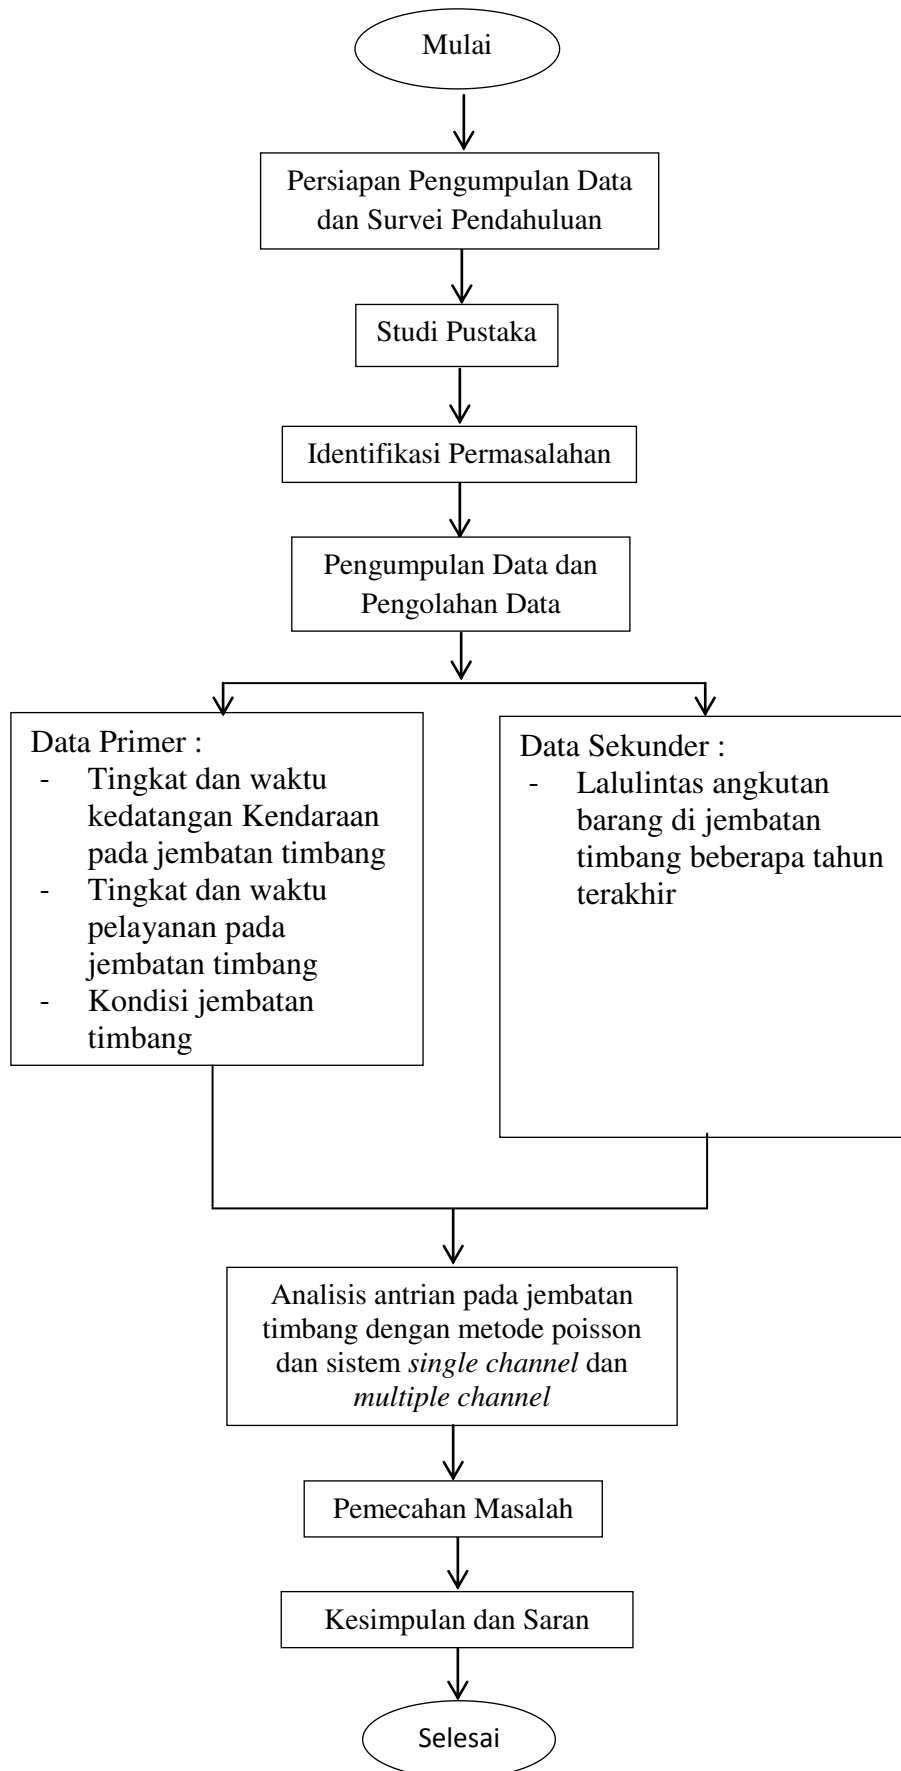 Mulai
Persiapan Pengumpulan Data
dan Survei Pendahuluan
Studi Pustaka
Identifikasi Permasalahan
Pengumpulan Data dan
Pengolahan Data
Data Primer :
- Tingkat dan waktu
kedatangan Kendaraan
pada jembatan timbang
- Tingkat dan waktu
pelayanan pada
jembatan timbang
- Kondisi jembatan
timbang
Data Sekunder :
- Lalulintas angkutan
barang di jembatan
timbang beberapa tahun
terakhir
Analisis antrian pada jembatan
timbang dengan metode poisson
dan sistem single channel dan
multiple channel
Pemecahan Masalah
Kesimpulan dan Saran
Selesai